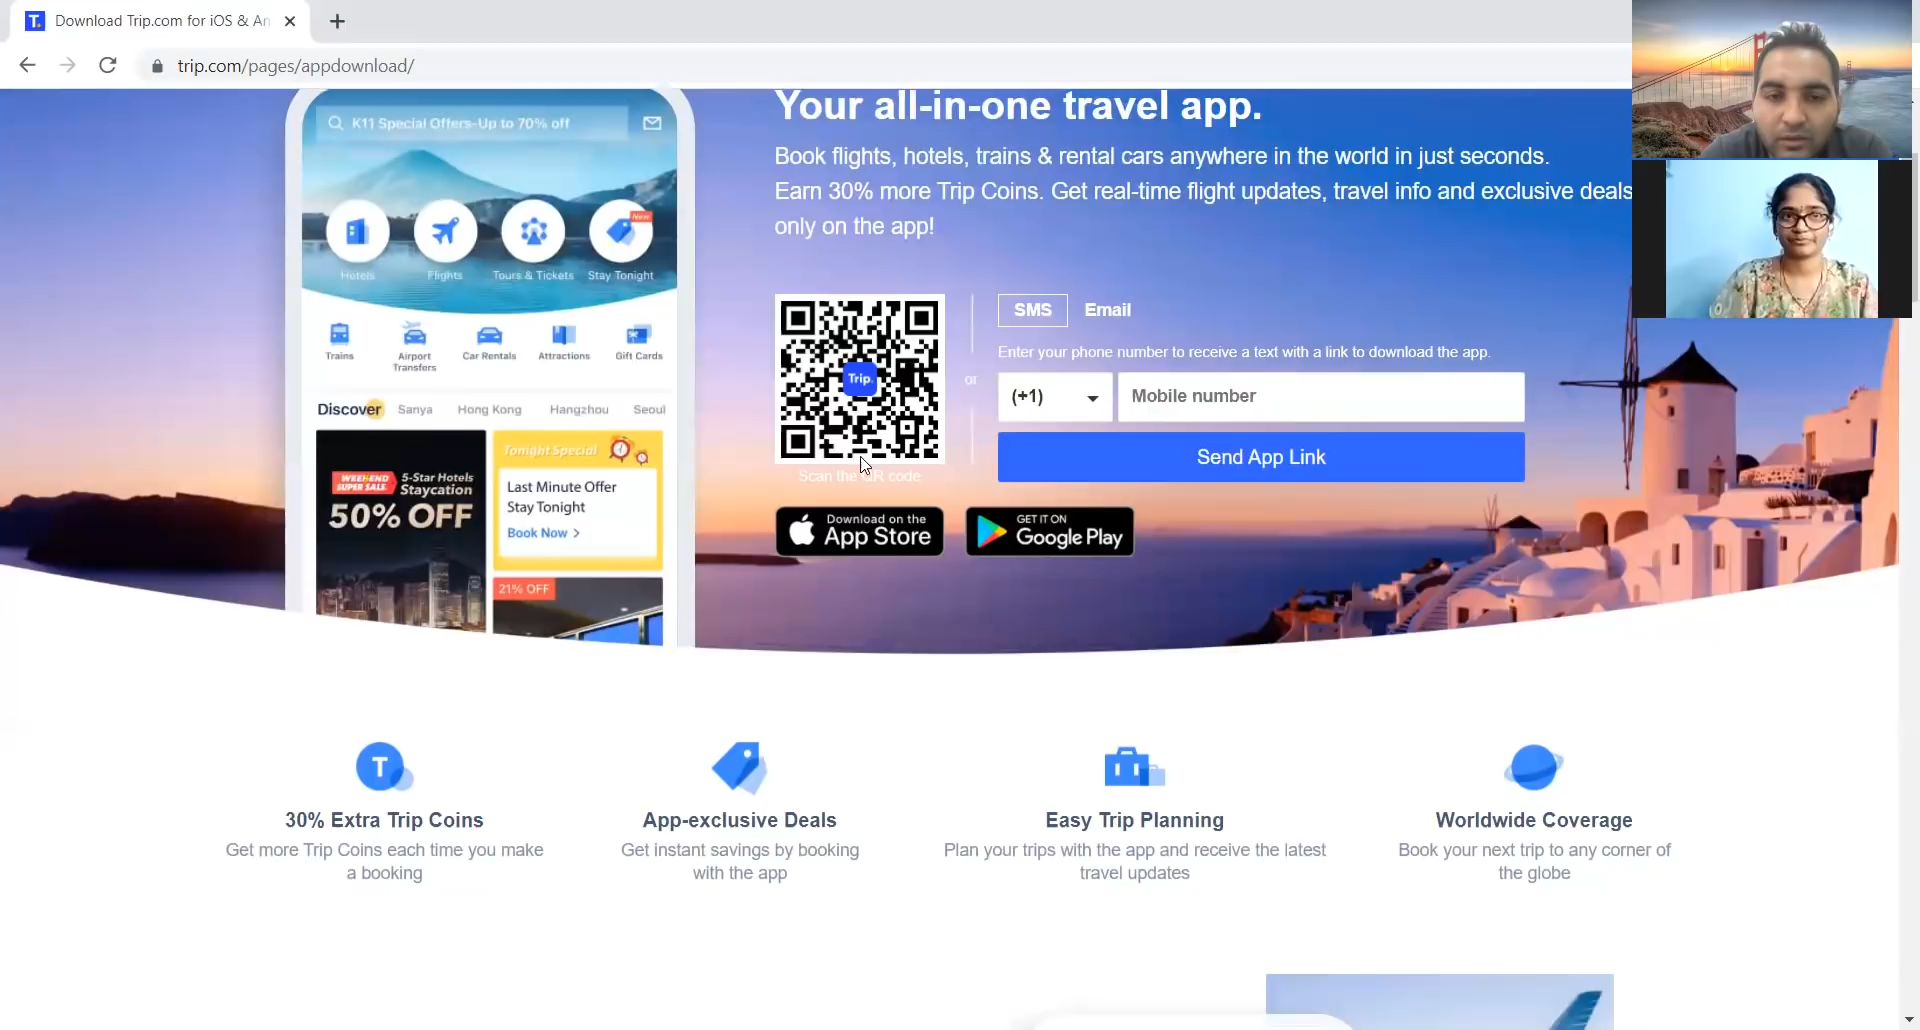 Download Trip.com for iOS & An
trip.com/pages/appdownload/
K11 Special Offers-Up to 70% off
Hotels
Flights
Tours & Tickets
Stay Tonight
New
Trains
Airport
Transfers
Car Rentals
Attractions
Gift Cards
Discover
Sanya
Hong Kong
Hangzhou
Seoul
WEEKEND
SUPER SALE
5-Star Hotels
Staycation
50% OFF
Tonight Special
Last Minute Offer
Stay Tonight
Book Now >
21% OFF
Your all-in-one travel app.
Book flights, hotels, trains & rental cars anywhere in the world in just seconds.
Earn 30% more Trip Coins. Get real-time flight updates, travel info and exclusive deals
only on the app!
Trip.
Scan the QR code
or
SMS
Email
Enter your phone number to receive a text with a link to download the app.
(+1)
Mobile number
Send App Link
Download on the
App Store
GET IT ON
Google Play
30% Extra Trip Coins
Get more Trip Coins each time you make
a booking
App-exclusive Deals
Get instant savings by booking
with the app
Easy Trip Planning
Plan your trips with the app and receive the latest
travel updates
Worldwide Coverage
Book your next trip to any corner of
the globe